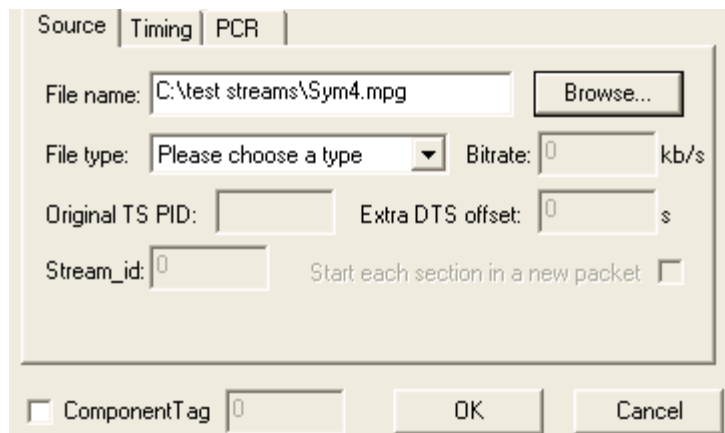 Source Timing PCR
File name: C:\test streams\Sym4.mpg Browse...
File type: Please choose a type Bitrate: 0 kb/s
Original TS PID: Extra DTS offset: 0 s
Stream_id: 0 Start each section in a new packet
ComponentTag 0 OK Cancel